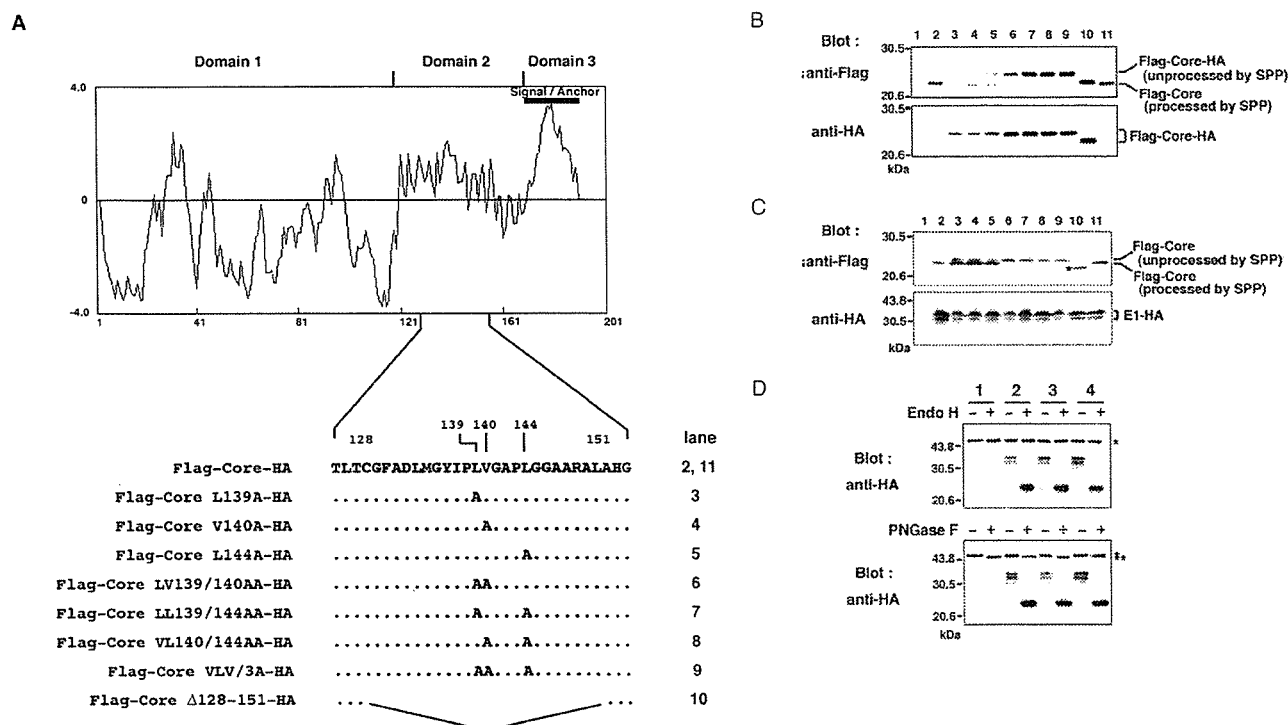 A
Domain 1 Domain 2 Domain 3
Signal / Anchor
4.0
0
-4.0
1 41 81 121 161 201
139 140 144
128 151 lane
Flag-Core-HA TLTCGFADLMGYIPLVGAPLGGAARALAHG 2, 11
Flag-Core L139A-HA ..............A............... 3
Flag-Core V140A-HA ...............A.............. 4
Flag-Core L144A-HA ...................A.......... 5
Flag-Core LV139/140AA-HA ..............AA.............. 6
Flag-Core LL139/144AA-HA ..............A....A.......... 7
Flag-Core VL140/144AA-HA ...............A...A.......... 8
Flag-Core VLV/3A-HA ..............AA...A.......... 9
Flag-Core Δ128-151-HA ... ... 10
B
Blot : 1 2 3 4 5 6 7 8 9 10 11
30.5
:anti-Flag
20.6
Flag-Core-HA
(unprocessed by SPP)
Flag-Core
(processed by SPP)
anti-HA
20.6
kDa
Flag-Core-HA
C
Blot : 1 2 3 4 5 6 7 8 9 10 11
30.5
:anti-Flag
20.6
*
Flag-Core
(unprocessed by SPP)
Flag-Core
(processed by SPP)
43.8
anti-HA 30.5
kDa
E1-HA
D
1 2 3 4
Endo H - + - + - + - +
43.8 *
Blot :
30.5
anti-HA
20.6
PNGase F - + - + - + - +
43.8 **
Blot :
30.5
anti-HA
20.6
kDa